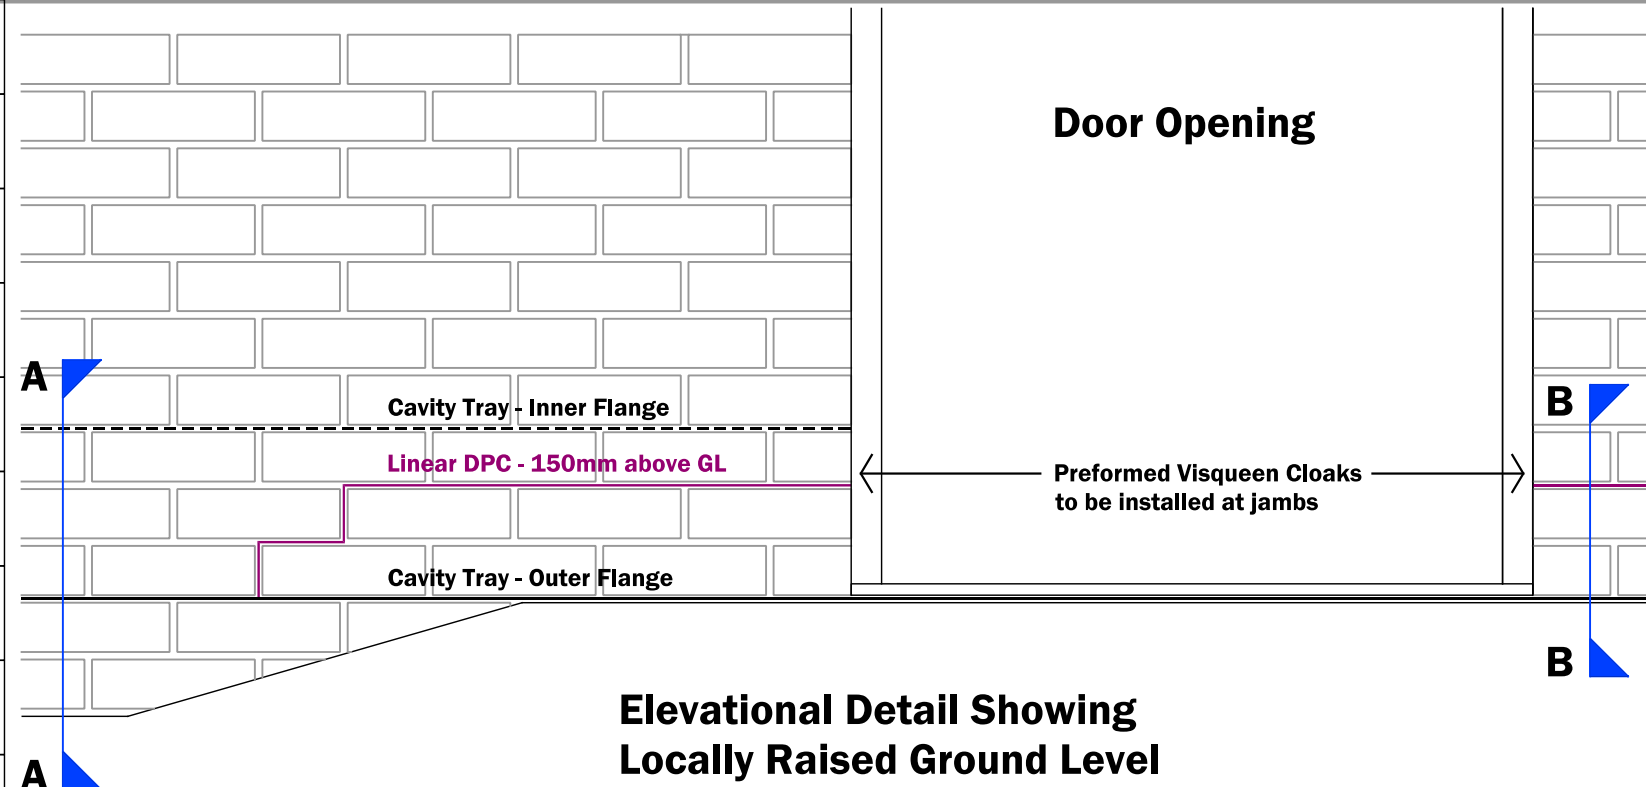 Door Opening
A
Cavity Tray - Inner Flange
B
Linear DPC - 150mm above GL
Preformed Visqueen Cloaks
to be installed at jambs
Cavity Tray - Outer Flange
B
Elevational Detail Showing
Locally Raised Ground Level
A